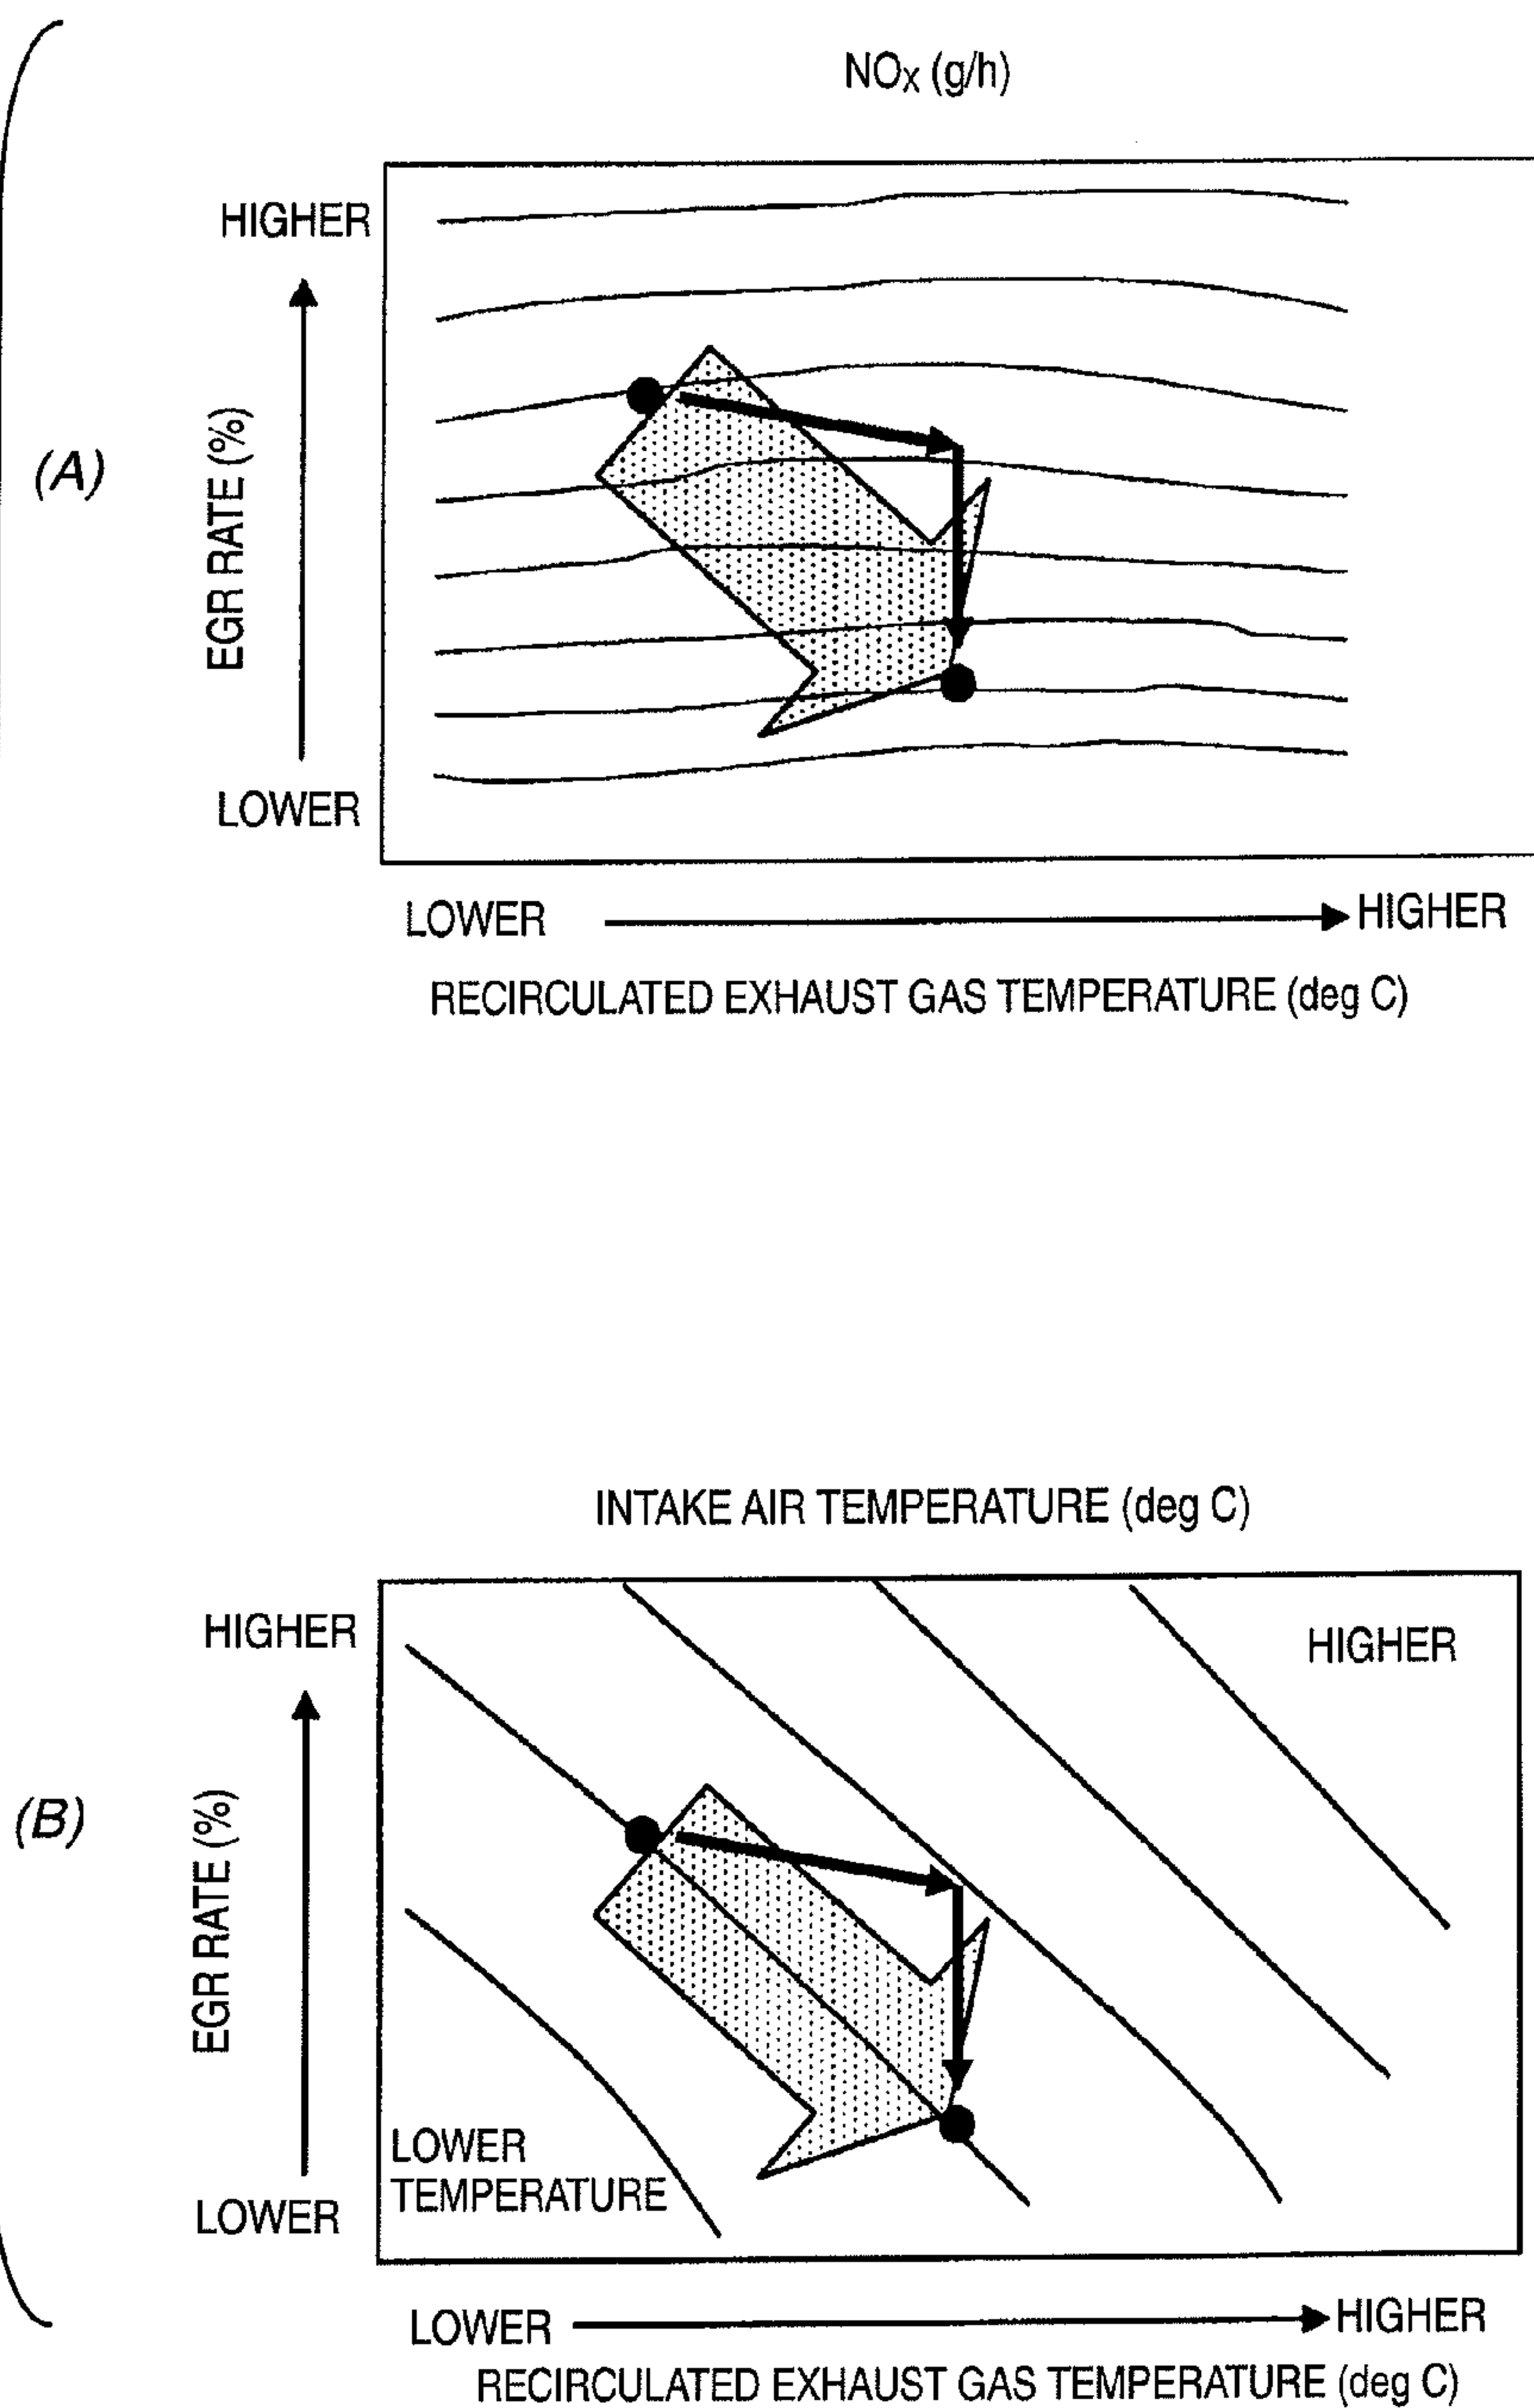 NOX (g/h)
HIGHER
(A)
EGR RATE (%)
LOWER
LOWER
HIGHER
RECIRCULATED EXHAUST GAS TEMPERATURE (deg C)
INTAKE AIR TEMPERATURE (deg C)
HIGHER
HIGHER
(B)
EGR RATE (%)
LOWER
TEMPERATURE
LOWER
LOWER
HIGHER
RECIRCULATED EXHAUST GAS TEMPERATURE (deg C)